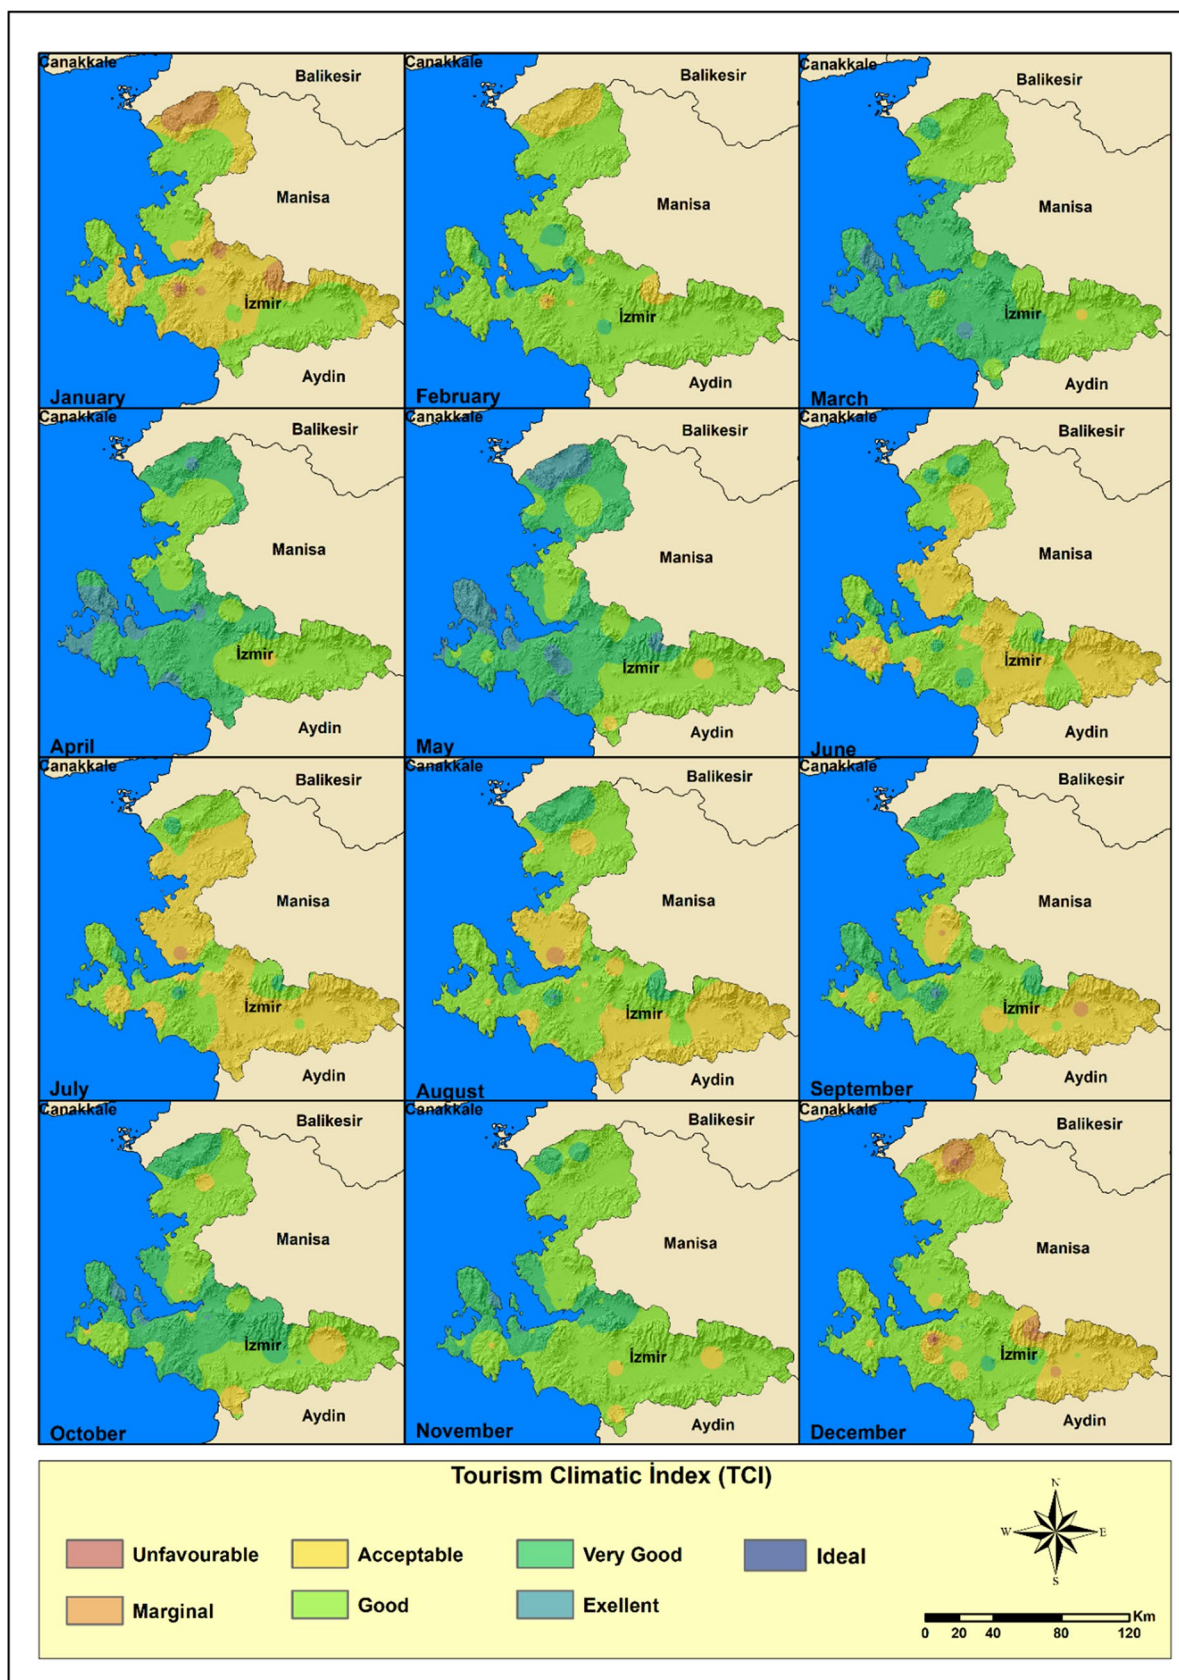 Canakkale
Balikesir
Manisa
İzmir
Aydin
January
Canakkale
Balikesir
Manisa
İzmir
Aydin
February
Canakkale
Balikesir
Manisa
İzmir
Aydin
March
Canakkale
Balikesir
Manisa
İzmir
Aydin
April
Canakkale
Balikesir
Manisa
İzmir
Aydin
May
Canakkale
Balikesir
Manisa
İzmir
Aydin
June
Canakkale
Balikesir
Manisa
İzmir
Aydin
July
Canakkale
Balikesir
Manisa
İzmir
Aydin
August
Canakkale
Balikesir
Manisa
İzmir
Aydin
September
Canakkale
Balikesir
Manisa
İzmir
Aydin
October
Canakkale
Balikesir
Manisa
İzmir
Aydin
November
Canakkale
Balikesir
Manisa
İzmir
Aydin
December
Tourism Climatic İndex (TCI)
Unfavourable
Acceptable
Very Good
Ideal
Marginal
Good
Exellent
N
W E
S
Km
0 20 40 80 120